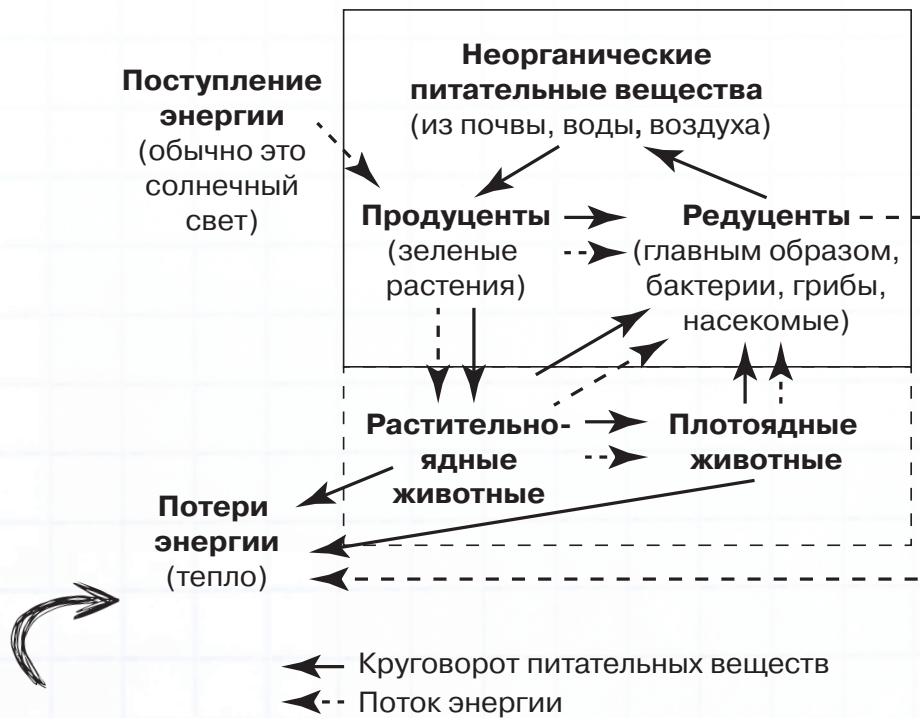 Неорганические
питательные вещества
(из почвы, воды, воздуха)
Поступление
энергии
(обычно это
солнечный
свет)
Продуценты
(зеленые
растения)
Редуценты
(главным образом,
бактерии, грибы,
насекомые)
Растительно-
ядные
животные
Плотоядные
животные
Потери
энергии
(тепло)
Круговорот питательных веществ
Поток энергии